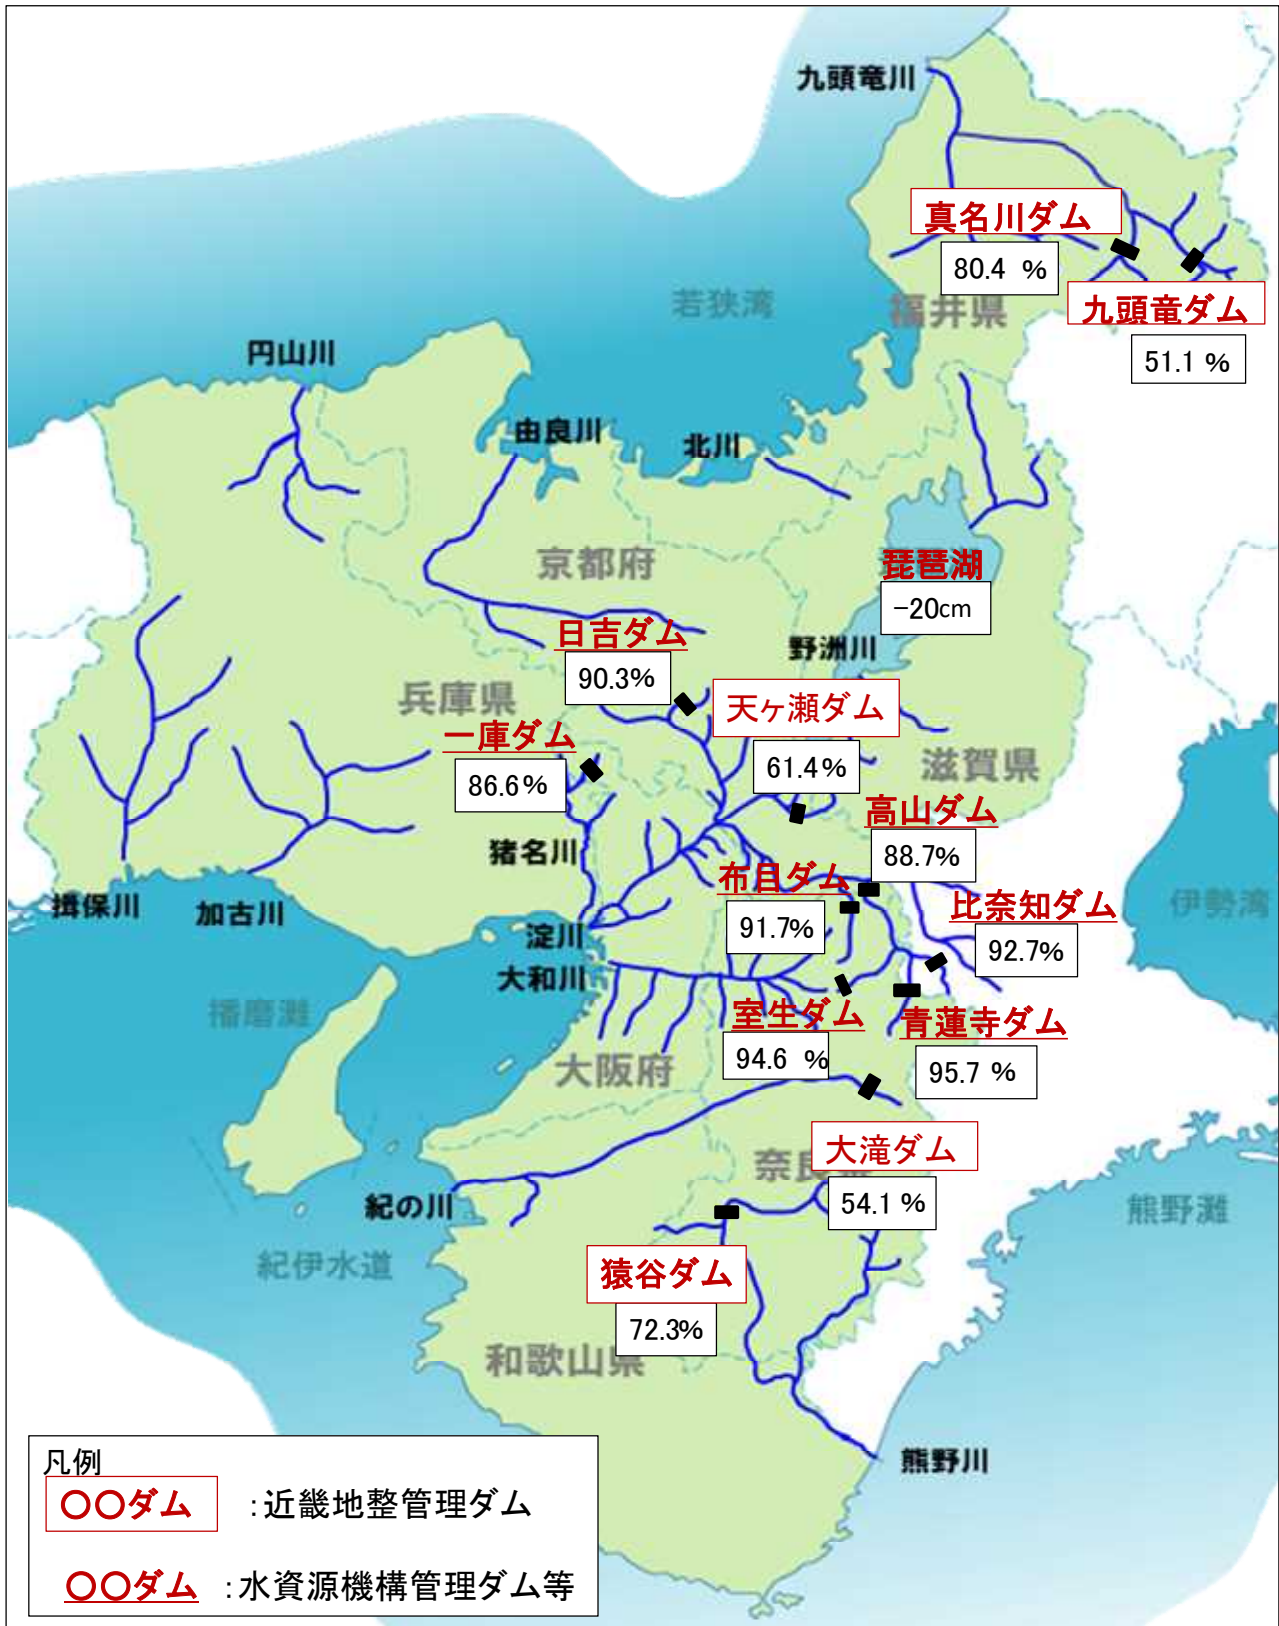 九頭竜川
真名川ダム
80.4 %
九頭竜ダム
51.1 %
若狭湾
福井県
円山川
由良川
北川
京都府
琵琶湖
-20cm
日吉ダム
90.3%
野洲川
兵庫県
天ヶ瀬ダム
61.4%
滋賀県
一庫ダム
86.6%
高山ダム
88.7%
猪名川
布目ダム
91.7%
比奈知ダム
92.7%
伊勢湾
揖保川
加古川
淀川
大和川
播磨灘
室生ダム
94.6 %
青蓮寺ダム
95.7 %
大阪府
大滝ダム
54.1 %
奈良
紀の川
熊野灘
紀伊水道
猿谷ダム
72.3%
和歌山県
熊野川
凡例
〇〇ダム :近畿地整管理ダム
〇〇ダム :水資源機構管理ダム等